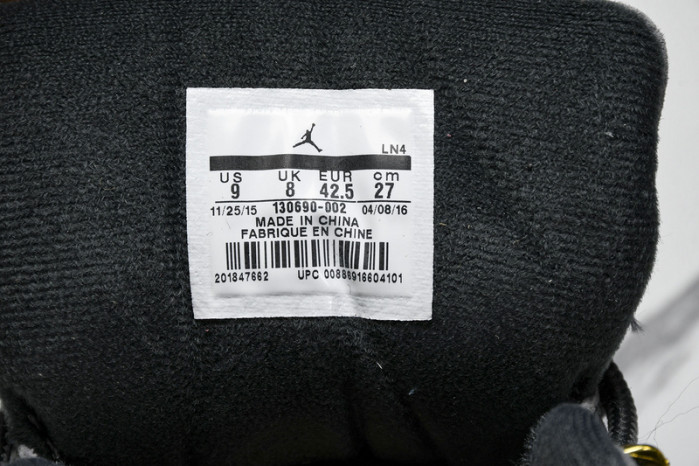 LN4
US UK EUR cm
9 8 42.5 27
11/25/15 130690-002 04/08/16
MADE IN CHINA
FABRIQUE EN CHINE
201847662 UPC 00886916604101